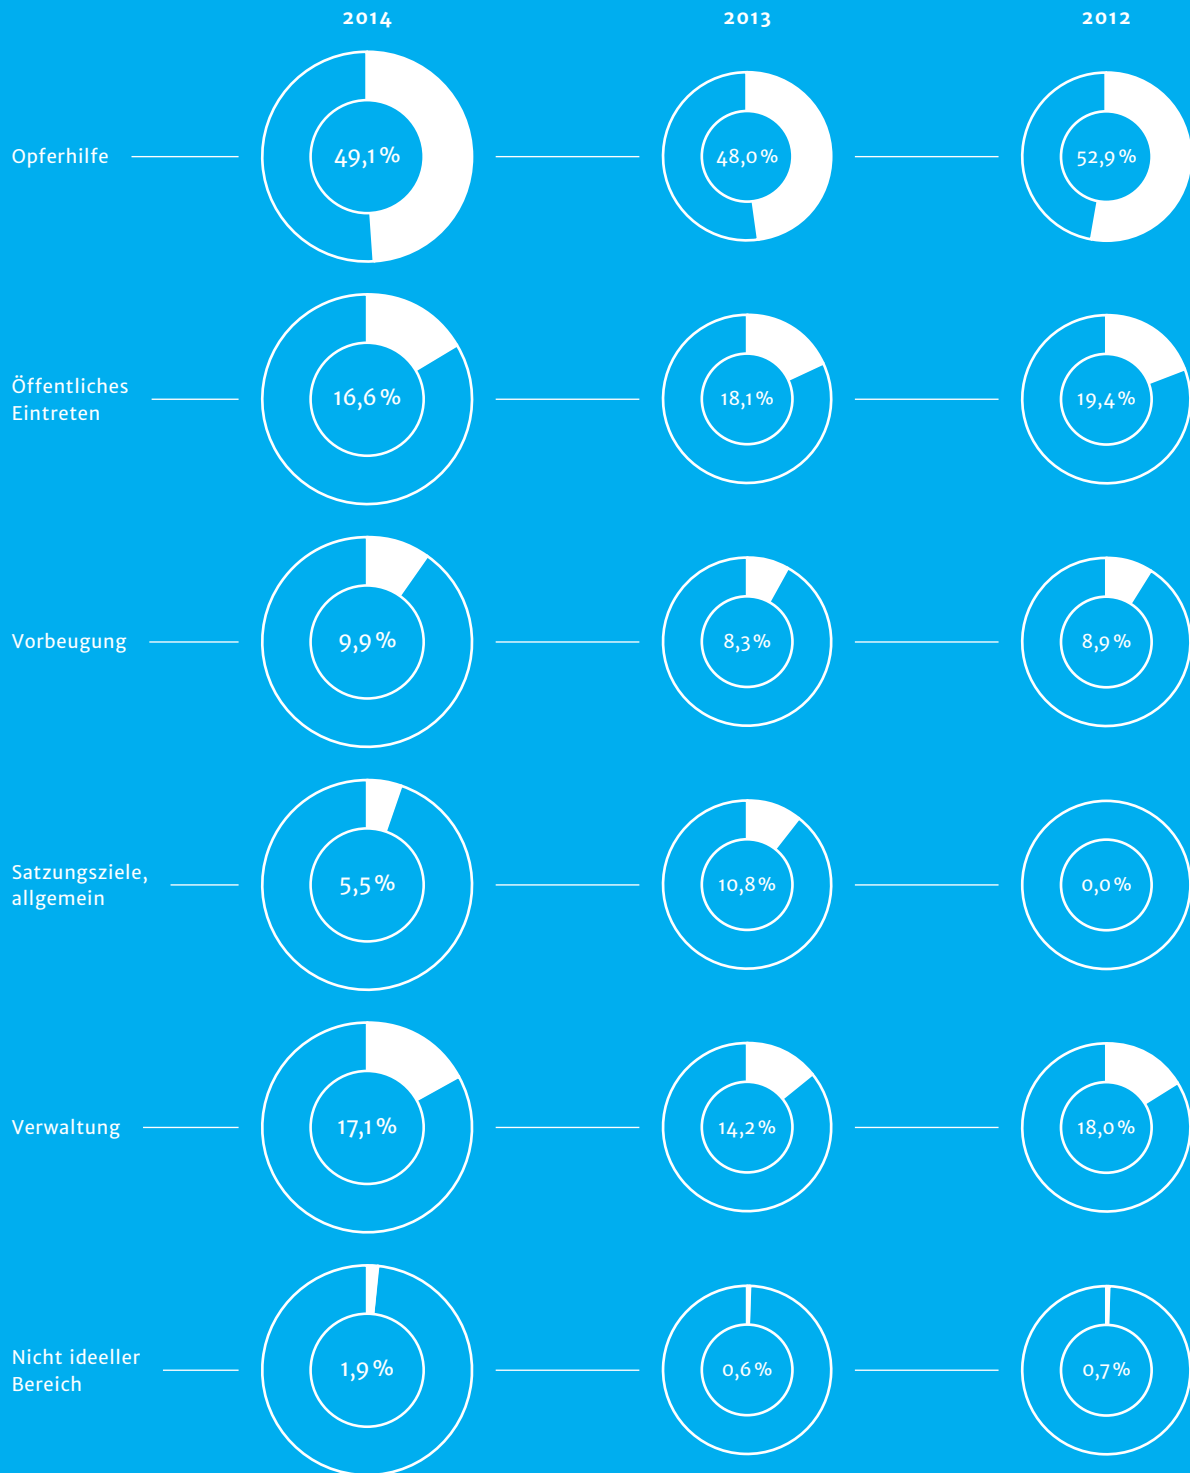 2014 2013 2012
Opferhilfe 49,1 % 48,0 % 52,9 %
Öffentliches
Eintreten
16,6 % 18,1 % 19,4 %
Vorbeugung 9,9 % 8,3 % 8,9 %
Satzungsziele,
allgemein
5,5 % 10,8 % 0,0 %
Verwaltung 17,1 % 14,2 % 18,0 %
Nicht ideeller
Bereich
1,9 % 0,6 % 0,7 %